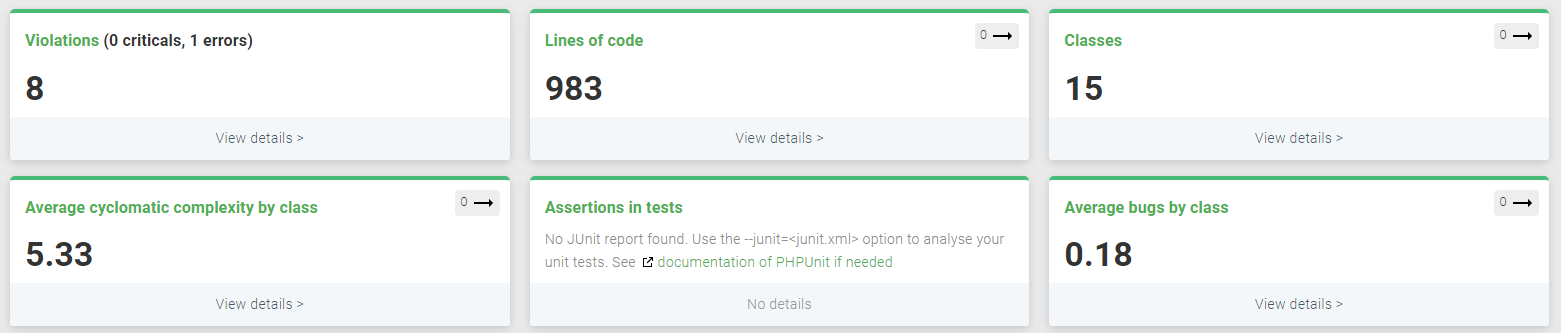 Violations (0 criticals, 1 errors)
8
View details >
Lines of code
0 →
983
View details >
Classes
0 →
15
View details >
Average cyclomatic complexity by class
0 →
5.33
View details >
Assertions in tests
No JUnit report found. Use the --junit=<junit.xml> option to analyse your
unit tests. See documentation of PHPUnit if needed
No details
Average bugs by class
0 →
0.18
View details >